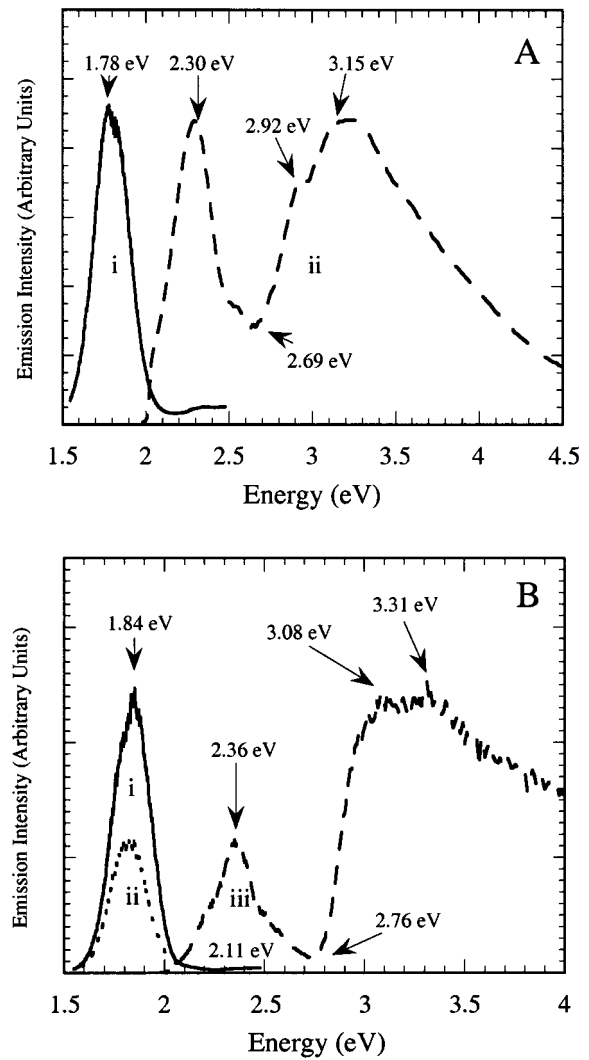 A
1.78 eV
2.30 eV
3.15 eV
2.92 eV
i
ii
2.69 eV
Emission Intensity (Arbitrary Units)
1.5 2 2.5 3 3.5 4 4.5
Energy (eV)
B
1.84 eV
3.08 eV
3.31 eV
2.36 eV
i
ii
iii
2.11 eV
2.76 eV
Emission Intensity (Arbitrary Units)
1.5 2 2.5 3 3.5 4
Energy (eV)